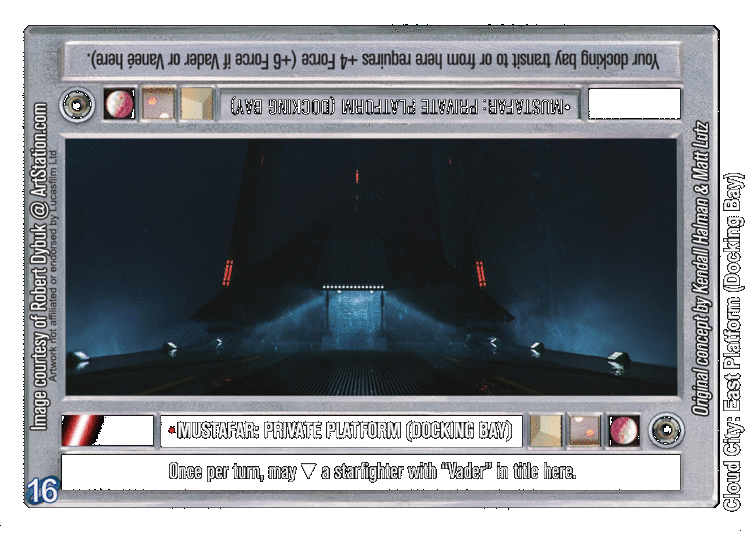 Your docking bay transit to or from here requires +4 Force (+6 Force if Vader or Vaneé here).
•MUSTAFAR: PRIVATE PLATFORM (DOCKING BAY)
Image courtesy of Robert Dybuk @ ArtStation.com
Artwork not affiliated or endorsed by Lucasfilm Ltd.
Original concept by Kendall Halman & Matt Lutz
Cloud City: East Platform (Docking Bay)
•MUSTAFAR: PRIVATE PLATFORM (DOCKING BAY)
Once per turn, may ▽ a starfighter with “Vader” in title here.
16